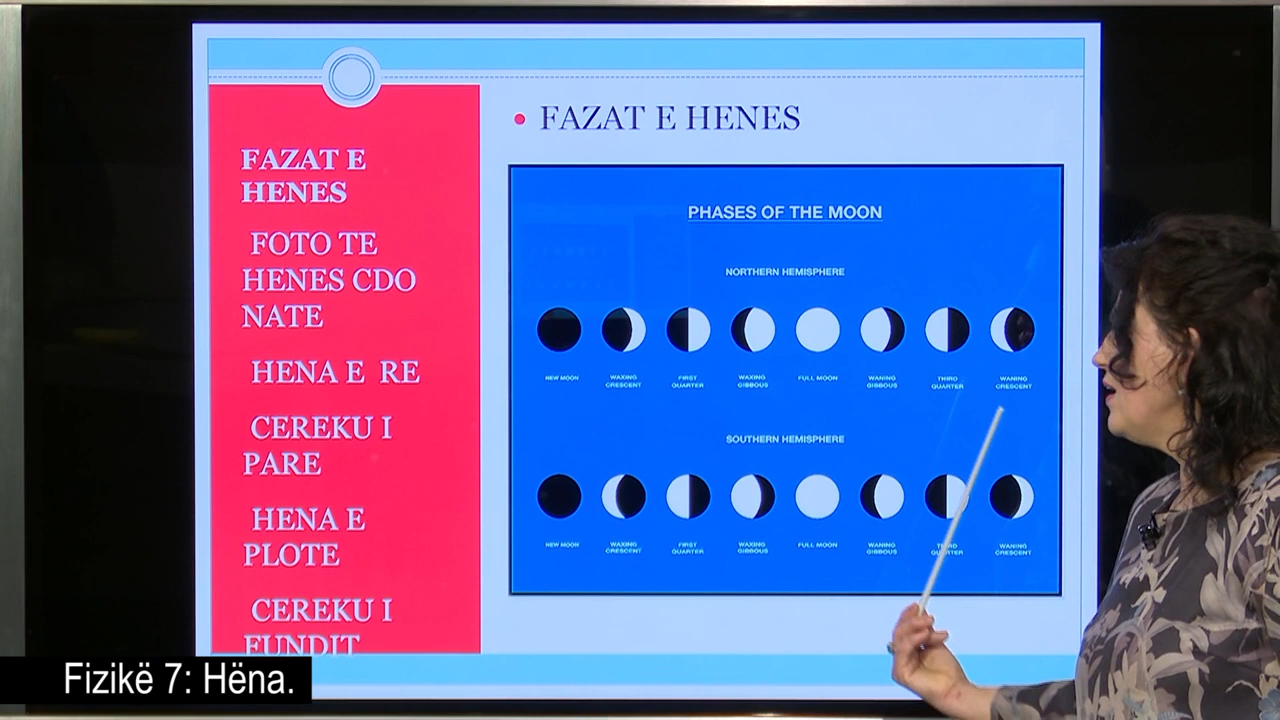 FAZAT E
HENES
FOTO TE
HENES CDO
NATE
HENA E RE
CEREKU I
PARE
HENA E
PLOTE
CEREKU I
FUNDIT
• FAZAT E HENES
PHASES OF THE MOON
NORTHERN HEMISPHERE
NEW MOON
WAXING
CRESCENT
FIRST
QUARTER
WAXING
GIBBOUS
FULL MOON
WANING
GIBBOUS
THIRD
QUARTER
WANING
CRESCENT
SOUTHERN HEMISPHERE
NEW MOON
WAXING
CRESCENT
FIRST
QUARTER
WAXING
GIBBOUS
FULL MOON
WANING
GIBBOUS
THIRD
QUARTER
WANING
CRESCENT
Fizikë 7: Hëna.